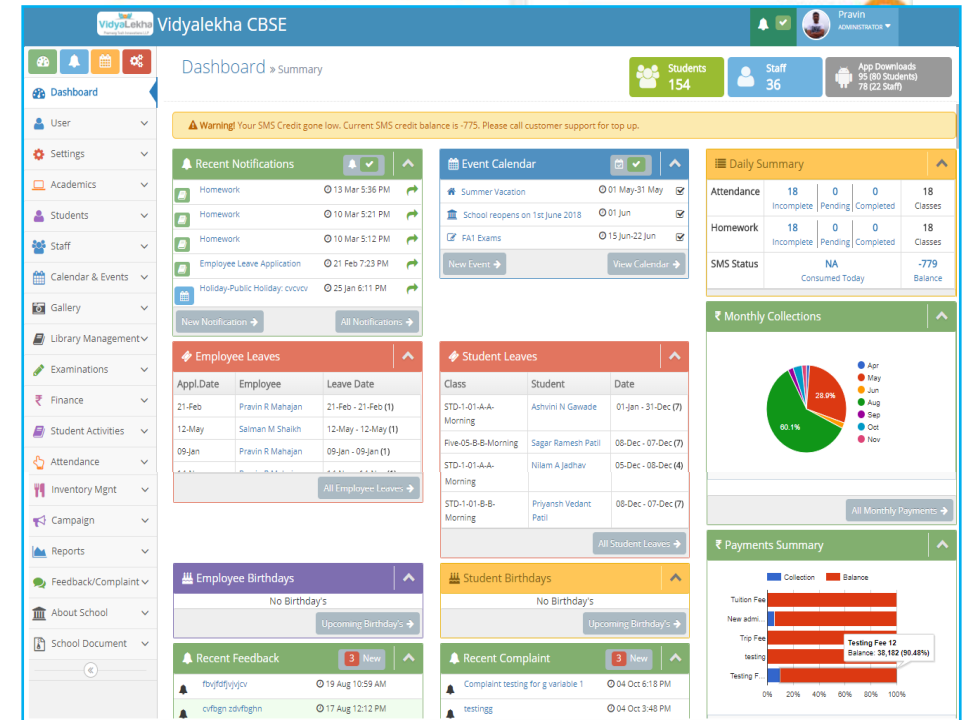 VidyaLekha
Vidyalekha CBSE
Pravin
ADMINISTRATOR
Dashboard » Summary
Students
154
Staff
36
App Downloads
95 (80 Students)
78 (22 Staff)
Dashboard
User
Settings
Academics
Students
Staff
Calendar & Events
Gallery
Library Management
Examinations
Finance
Student Activities
Attendance
Inventory Mgnt
Campaign
Reports
Feedback/Complaint
About School
School Document
Warning! Your SMS Credit gone low. Current SMS credit balance is -775. Please call customer support for top up.
Recent Notifications
Homework 13 Mar 5:36 PM
Homework 10 Mar 5:21 PM
Homework 10 Mar 5:12 PM
Employee Leave Application 21 Feb 7:23 PM
Holiday-Public Holiday: cvcvcv 25 Jan 6:11 PM
New Notification All Notifications
Event Calendar
Summer Vacation 01 May-31 May
School reopens on 1st June 2018 01 Jun
FA1 Exams 15 Jun-22 Jun
New Event View Calendar
Daily Summary
Attendance 18 0 0 18
Incomplete Pending Completed Classes
Homework 18 0 0 18
Incomplete Pending Completed Classes
SMS Status NA -779
Consumed Today Balance
Employee Leaves
Appl.Date Employee Leave Date
21-Feb Pravin R Mahajan 21-Feb - 21-Feb (1)
12-May Salman M Shaikh 12-May - 12-May (1)
09-Jan Pravin R Mahajan 09-Jan - 09-Jan (1)
All Employee Leaves
Student Leaves
Class Student Date
STD-1-01-A-A- Ashvini N Gawade 01-Jan - 31-Dec (7)
Morning
Five-05-B-B-Morning Sagar Ramesh Patil 08-Dec - 07-Dec (7)
STD-1-01-A-A- Nilam A Jadhav 05-Dec - 08-Dec (4)
Morning
STD-1-01-B-B- Priyansh Vedant 08-Dec - 07-Dec (7)
Morning Patil
All Student Leaves
₹ Monthly Collections
28.9%
60.1%
Apr
May
Jun
Aug
Sep
Oct
Nov
All Monthly Payments
Employee Birthdays
No Birthday's
Upcoming Birthday's
Student Birthdays
No Birthday's
Upcoming Birthday's
₹ Payments Summary
Collection Balance
Tuition Fee
New admi...
Trip Fee
testing
Testing F...
Testing Fee 12
Balance: 38,182 (90.48%)
0% 20% 40% 60% 80% 100%
Recent Feedback 3 New
fbvjfdfjvjvjcv 19 Aug 10:59 AM
cvfbgn zdvfbghn 17 Aug 12:12 PM
Recent Complaint 3 New
Complaint testing for g variable 1 04 Oct 6:18 PM
testingg 04 Oct 3:48 PM